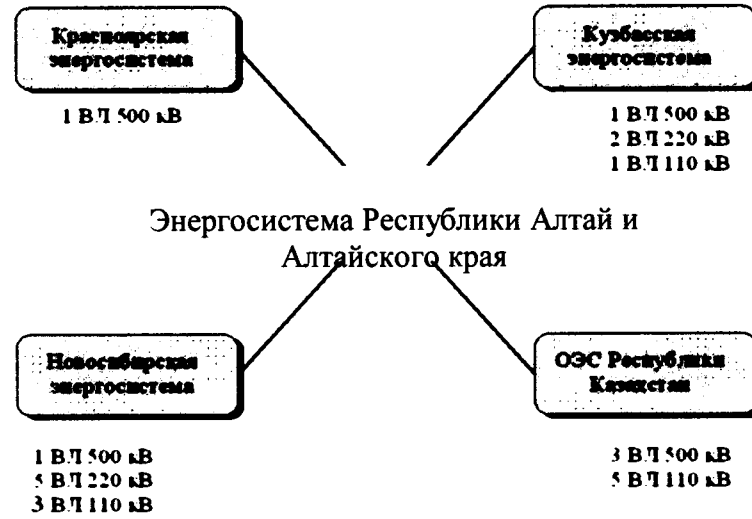 Красноярская
энергосистема
1 ВЛ 500 кВ
Кузбасская
энергосистема
1 ВЛ 500 кВ
2 ВЛ 220 кВ
1 ВЛ 110 кВ
Энергосистема Республики Алтай и
Алтайского края
Новосибирская
энергосистема
1 ВЛ 500 кВ
5 ВЛ 220 кВ
3 ВЛ 110 кВ
ОЭС Республики
Казахстан
3 ВЛ 500 кВ
5 ВЛ 110 кВ